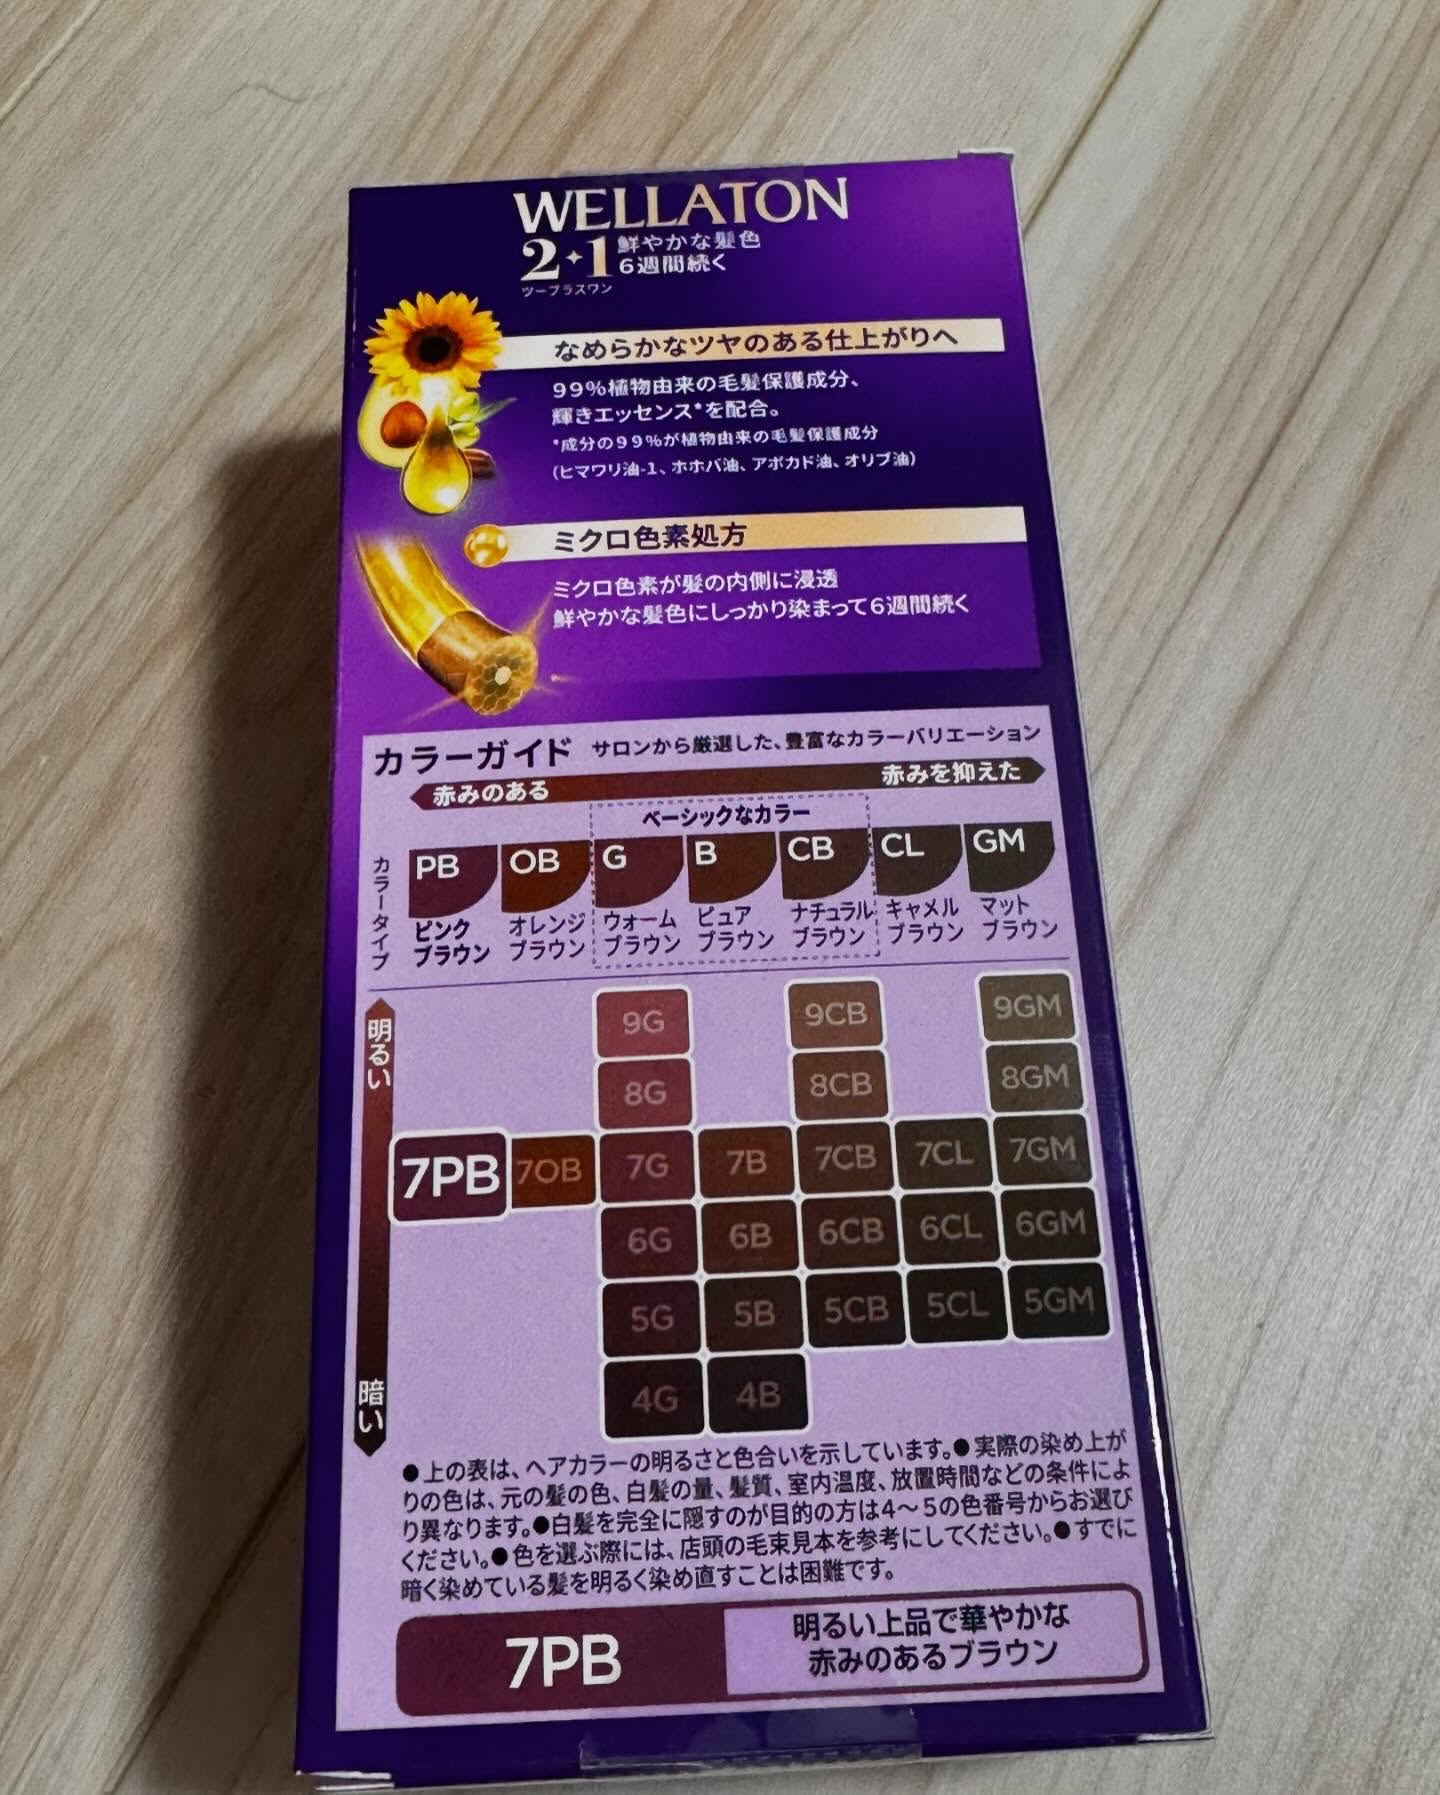 WELLATON
2+1 鮮やかな髪色
6週間続く
ツープラスワン
なめらかなツヤのある仕上がりへ
99%植物由来の毛髪保護成分、
輝きエッセンス*を配合。
*成分の99%が植物由来の毛髪保護成分
(ヒマワリ油-1、ホホバ油、アボカド油、オリブ油)
ミクロ色素処方
ミクロ色素が髪の内側に浸透
鮮やかな髪色にしっかり染まって6週間続く
カラーガイド サロンから厳選した、豊富なカラーバリエーション
赤みのある 赤みを抑えた
ベーシックなカラー
カラータイプ
PB OB G B CB CL GM
ピンク オレンジ ウォーム ピュア ナチュラル キャメル マット
ブラウン ブラウン ブラウン ブラウン ブラウン ブラウン ブラウン
明るい
9G 9CB 9GM
8G 8CB 8GM
7PB 7OB 7G 7B 7CB 7CL 7GM
6G 6B 6CB 6CL 6GM
5G 5B 5CB 5CL 5GM
4G 4B
暗い
●上の表は、ヘアカラーの明るさと色合いを示しています。●実際の染め上が
りの色は、元の髪の色、白髪の量、髪質、室内温度、放置時間などの条件によ
り異なります。●白髪を完全に隠すのが目的の方は4〜5の色番号からお選び
ください。●色を選ぶ際には、店頭の毛束見本を参考にしてください。●すでに
暗く染めている髪を明るく染め直すことは困難です。
7PB
明るい上品で華やかな
赤みのあるブラウン